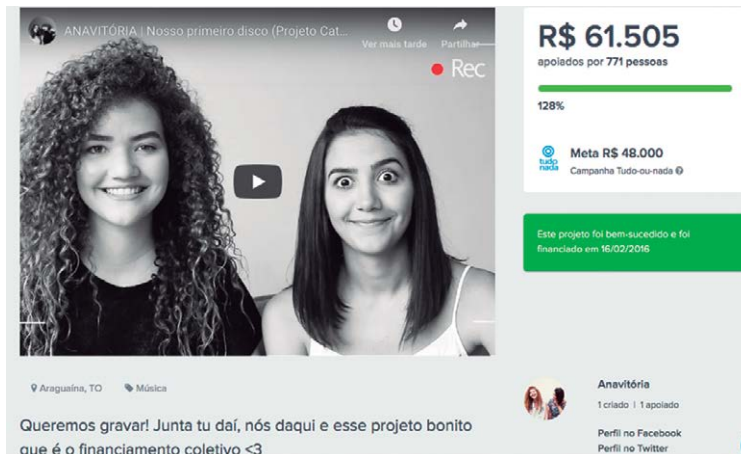 ANAVITÓRIA | Nosso primeiro disco (Projeto Cat...
Ver mais tarde
Partilhar
Rec
R$ 61.505
apoiados por 771 pessoas
128%
tudo
nada
Meta R$ 48.000
Campanha Tudo-ou-nada
Este projeto foi bem-sucedido e foi
financiado em 16/02/2016
Araguaína, TO
Música
Queremos gravar! Junta tu daí, nós daqui e esse projeto bonito
que é o financiamento coletivo <3
Anavitória
1 criado | 1 apoiado
Perfil no Facebook
Perfil no Twitter